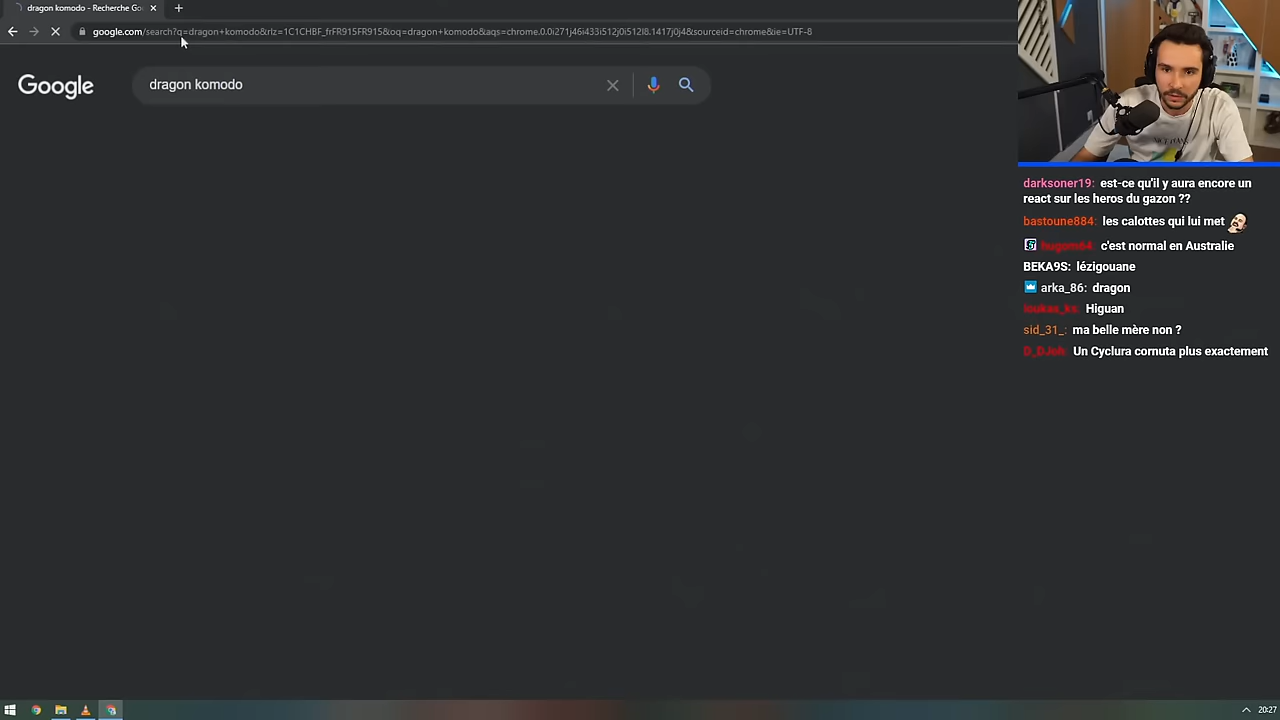 dragon komodo - Recherche Go
google.com/search?q=dragon+komodo&rlz=1C1CHBF_frFR915FR915&oq=dragon+komodo&aqs=chrome.0.0i271j46i433i512j0i512l8.1417j0j4&sourceid=chrome&ie=UTF-8
Google
dragon komodo
darksoner19: est-ce qu'il y aura encore un
react sur les heros du gazon ??
bastoune884: les calottes qui lui met
hugom64: c'est normal en Australie
BEKA9S: lézigouane
arka_86: dragon
Higuan
sid_31_: ma belle mère non ?
Un Cyclura cornuta plus exactement
20:27